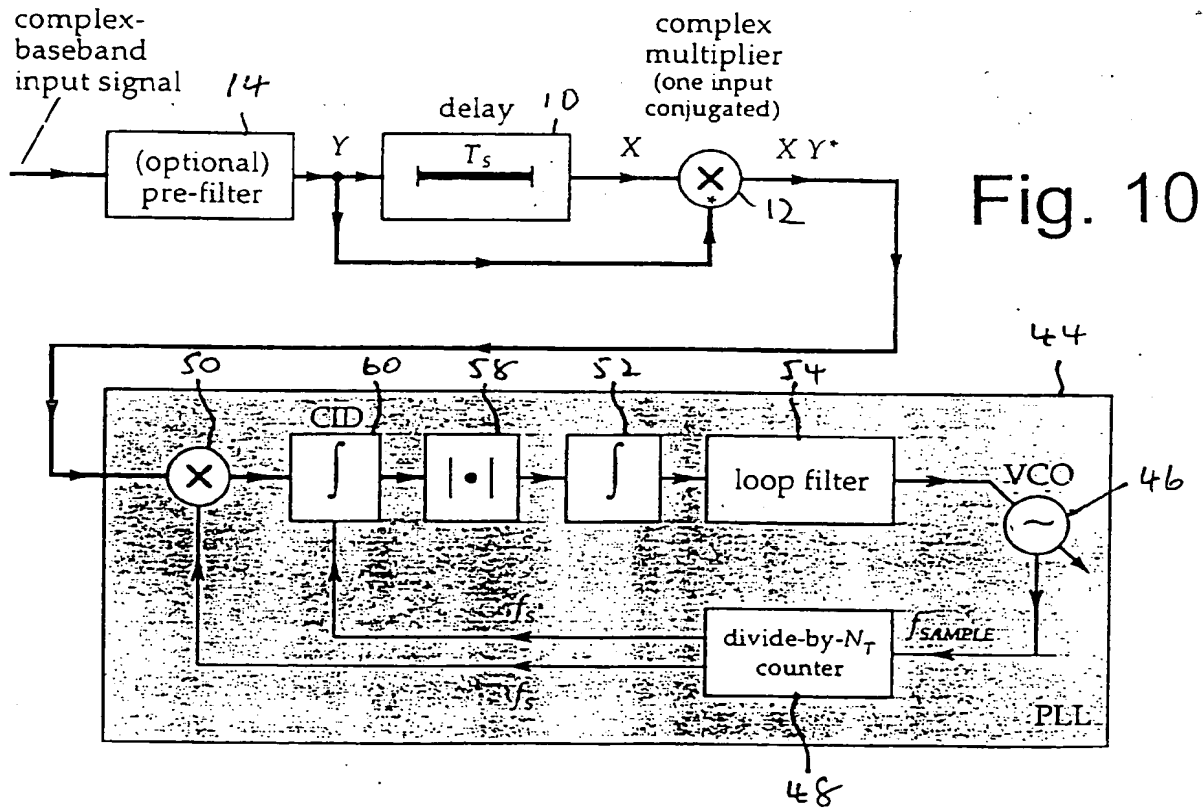 complex-
baseband
input signal
14
(optional)
pre-filter
Y
delay
10
T_S
X
complex
multiplier
(one input
conjugated)
X Y*
×
*
12
Fig. 10
44
50
60
58
52
54
CID
×
∫
|•|
∫
loop filter
VCO
~
46
f_S
f_S
divide-by-N_T
counter
f_SAMPLE
PLL
48